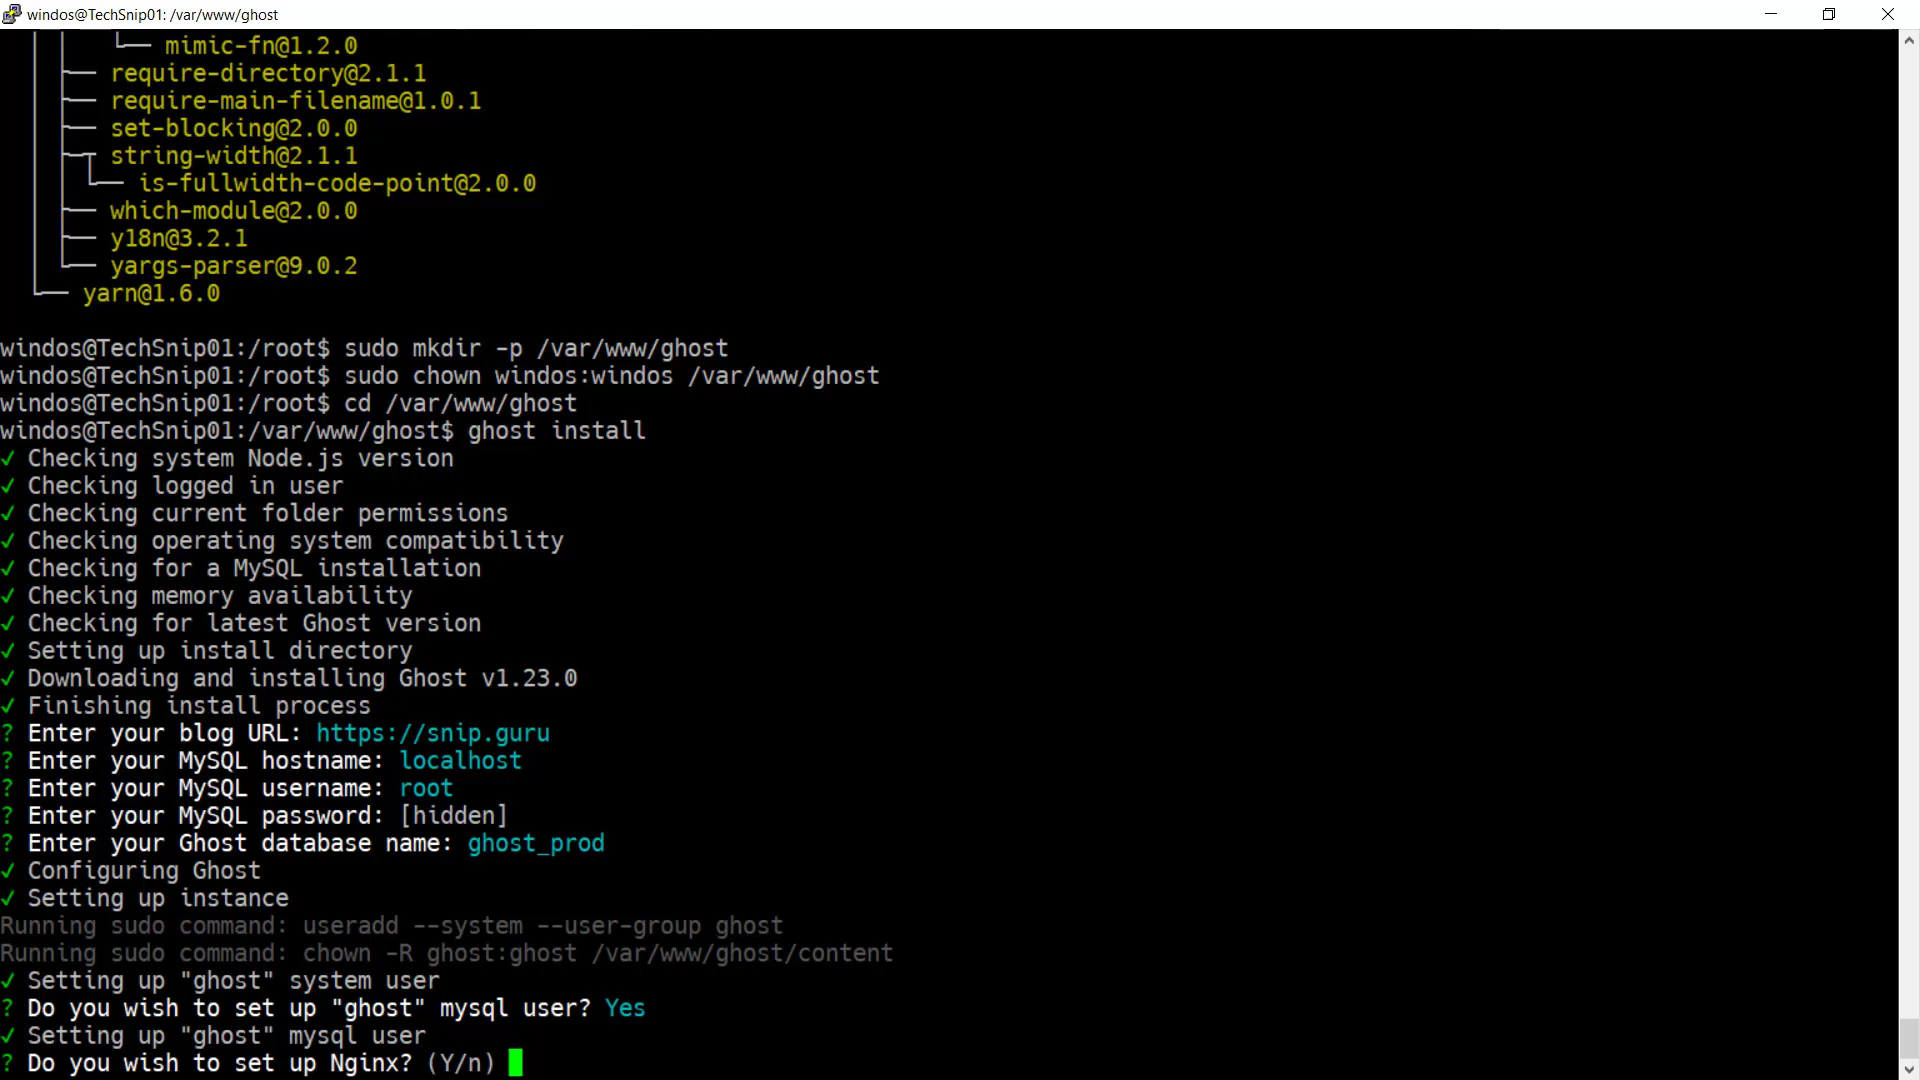 windos@TechSnip01: /var/www/ghost
mimic-fn@1.2.0
require-directory@2.1.1
require-main-filename@1.0.1
set-blocking@2.0.0
string-width@2.1.1
is-fullwidth-code-point@2.0.0
which-module@2.0.0
y18n@3.2.1
yargs-parser@9.0.2
yarn@1.6.0
windos@TechSnip01:/root$ sudo mkdir -p /var/www/ghost
windos@TechSnip01:/root$ sudo chown windos:windos /var/www/ghost
windos@TechSnip01:/root$ cd /var/www/ghost
windos@TechSnip01:/var/www/ghost$ ghost install
✓ Checking system Node.js version
✓ Checking logged in user
✓ Checking current folder permissions
✓ Checking operating system compatibility
✓ Checking for a MySQL installation
✓ Checking memory availability
✓ Checking for latest Ghost version
✓ Setting up install directory
✓ Downloading and installing Ghost v1.23.0
✓ Finishing install process
? Enter your blog URL: https://snip.guru
? Enter your MySQL hostname: localhost
? Enter your MySQL username: root
? Enter your MySQL password: [hidden]
? Enter your Ghost database name: ghost_prod
✓ Configuring Ghost
✓ Setting up instance
Running sudo command: useradd --system --user-group ghost
Running sudo command: chown -R ghost:ghost /var/www/ghost/content
✓ Setting up "ghost" system user
? Do you wish to set up "ghost" mysql user? Yes
✓ Setting up "ghost" mysql user
? Do you wish to set up Nginx? (Y/n)